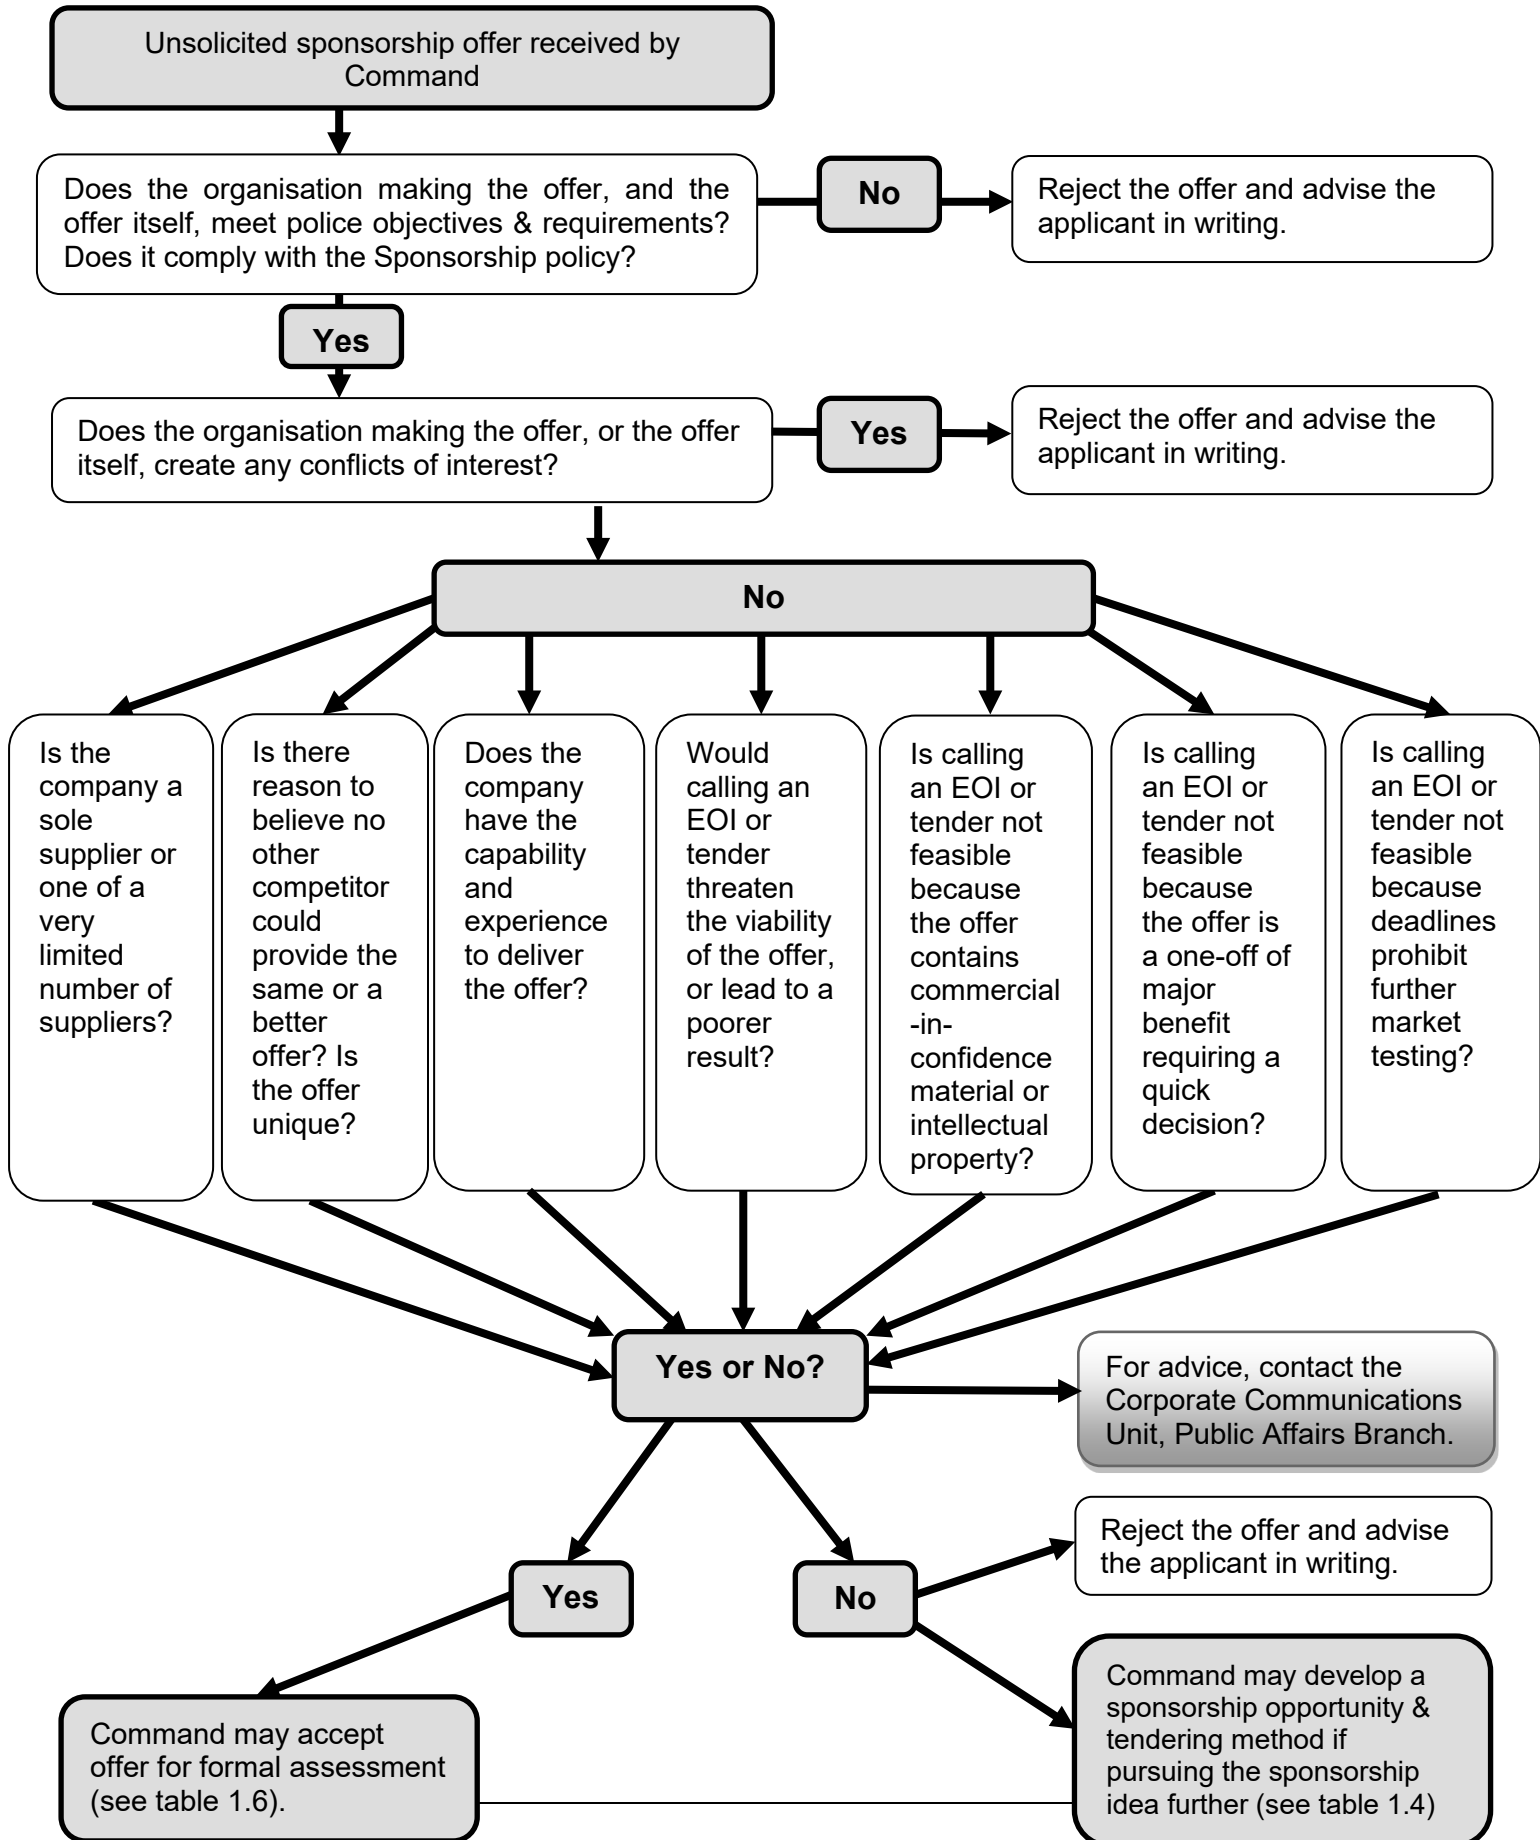 Unsolicited sponsorship offer received by
Command
Does the organisation making the offer, and the
offer itself, meet police objectives & requirements?
Does it comply with the Sponsorship policy?
No
Reject the offer and advise the
applicant in writing.
Yes
Does the organisation making the offer, or the offer
itself, create any conflicts of interest?
Yes
Reject the offer and advise the
applicant in writing.
No
Is the
company a
sole
supplier or
one of a
very
limited
number of
suppliers?
Is there
reason to
believe no
other
competitor
could
provide the
same or a
better
offer? Is
the offer
unique?
Does the
company
have the
capability
and
experience
to deliver
the offer?
Would
calling an
EOI or
tender
threaten
the viability
of the offer,
or lead to a
poorer
result?
Is calling
an EOI or
tender not
feasible
because
the offer
contains
commercial
-in-
confidence
material or
intellectual
property?
Is calling
an EOI or
tender not
feasible
because
the offer is
a one-off of
major
benefit
requiring a
quick
decision?
Is calling
an EOI or
tender not
feasible
because
deadlines
prohibit
further
market
testing?
Yes or No?
For advice, contact the
Corporate Communications
Unit, Public Affairs Branch.
Reject the offer and advise
the applicant in writing.
Yes
No
Command may accept
offer for formal assessment
(see table 1.6).
Command may develop a
sponsorship opportunity &
tendering method if
pursuing the sponsorship
idea further (see table 1.4)